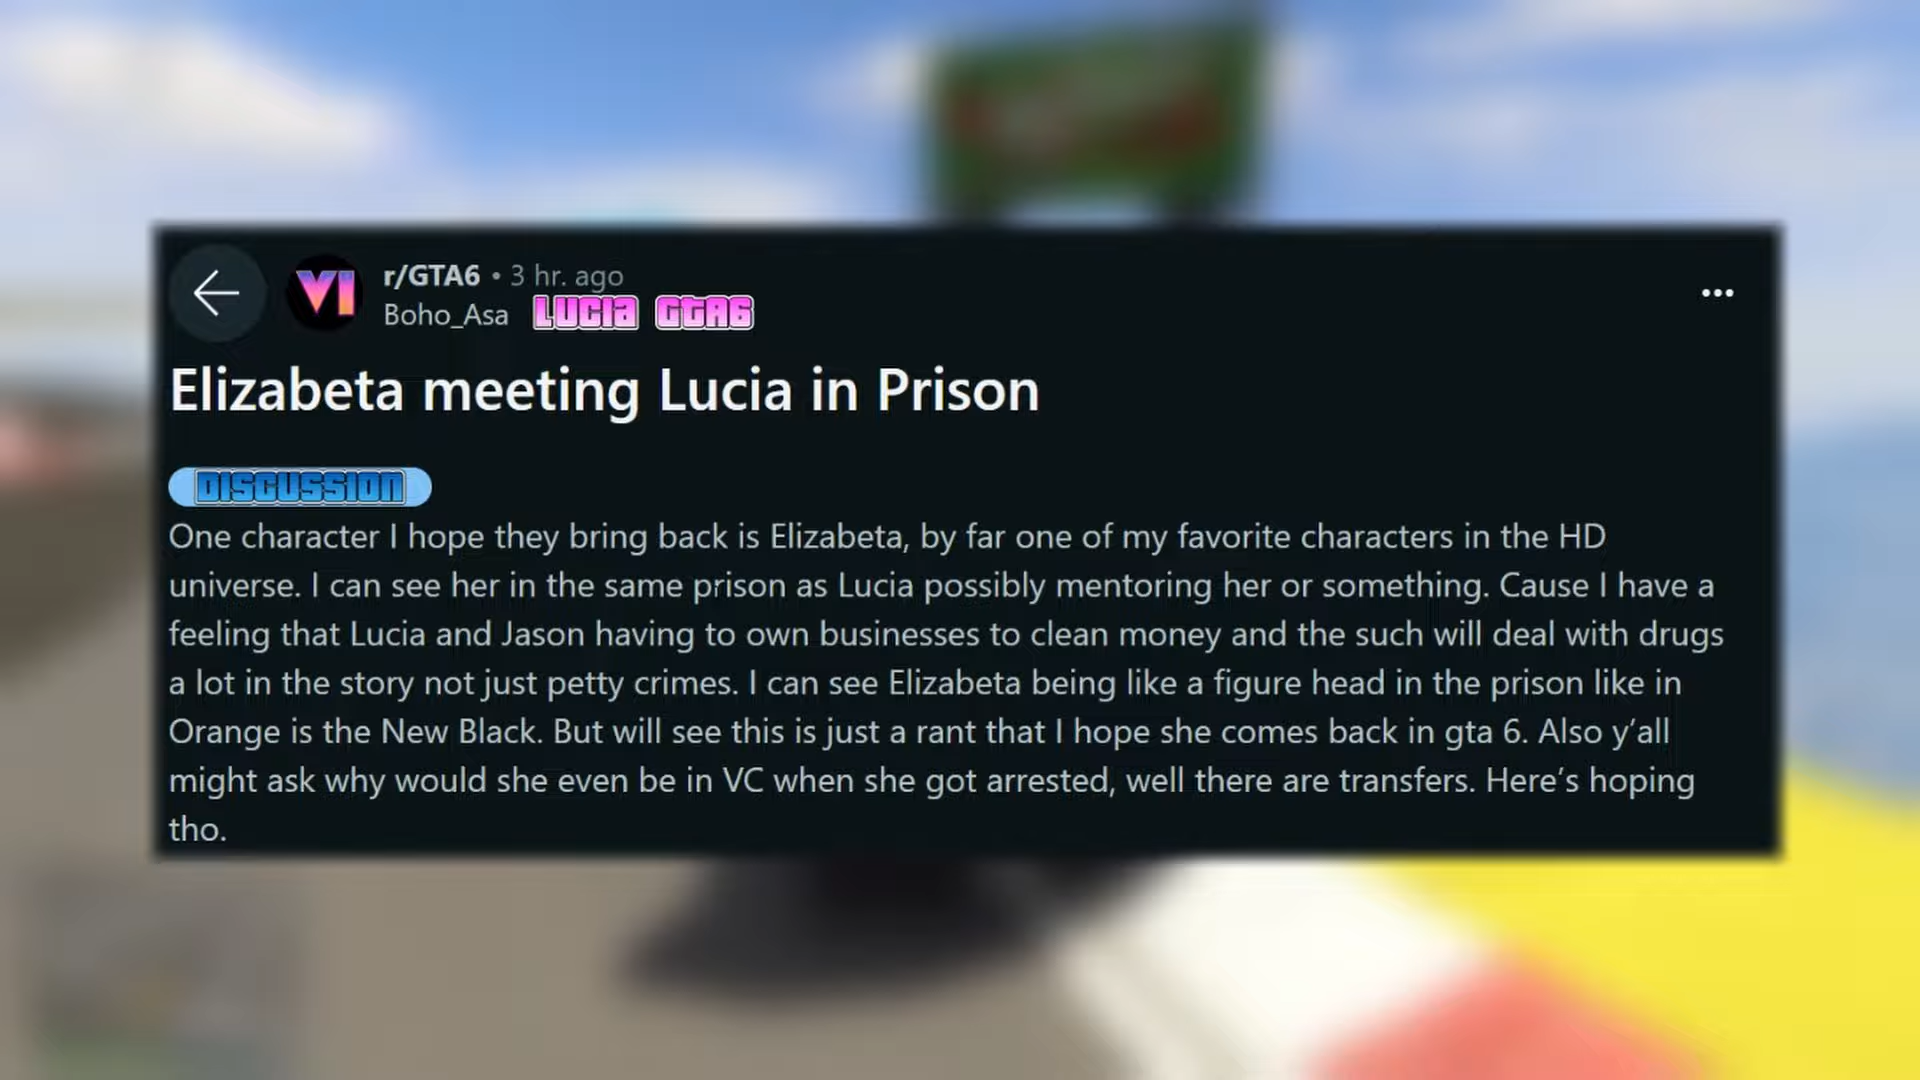 VI
r/GTA6 • 3 hr. ago
Boho_Asa LUCIA GTA6
Elizabeta meeting Lucia in Prison
DISCUSSION
One character I hope they bring back is Elizabeta, by far one of my favorite characters in the HD
universe. I can see her in the same prison as Lucia possibly mentoring her or something. Cause I have a
feeling that Lucia and Jason having to own businesses to clean money and the such will deal with drugs
a lot in the story not just petty crimes. I can see Elizabeta being like a figure head in the prison like in
Orange is the New Black. But will see this is just a rant that I hope she comes back in gta 6. Also y’all
might ask why would she even be in VC when she got arrested, well there are transfers. Here’s hoping
tho.